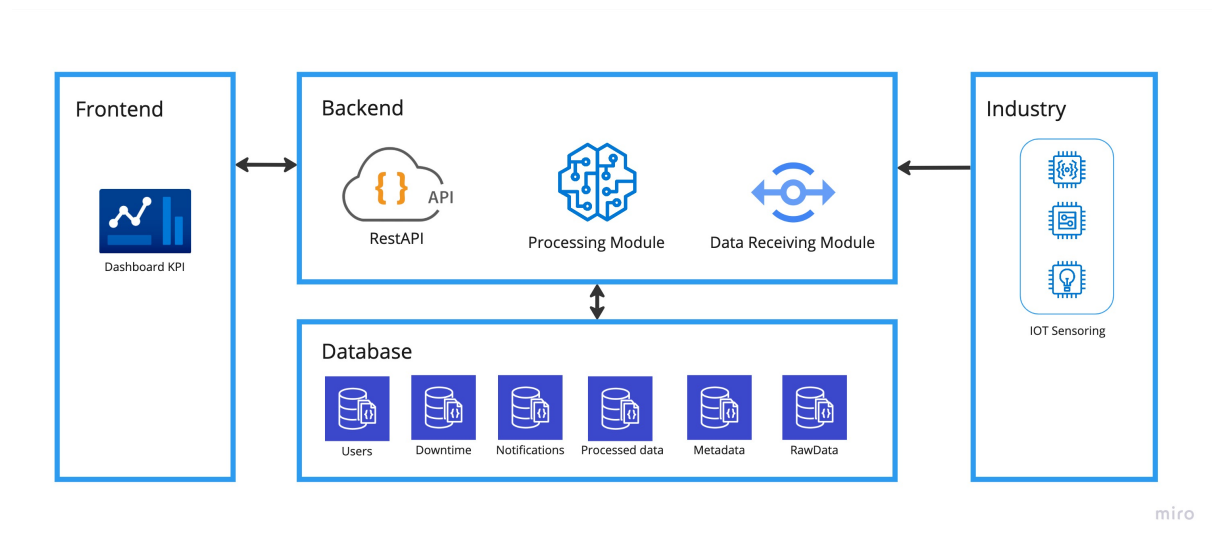 Frontend
Dashboard KPI
Backend
{ }
API
RestAPI
Processing Module
Data Receiving Module
Database
Users
Downtime
Notifications
Processed data
Metadata
RawData
Industry
IOT Sensoring
miro